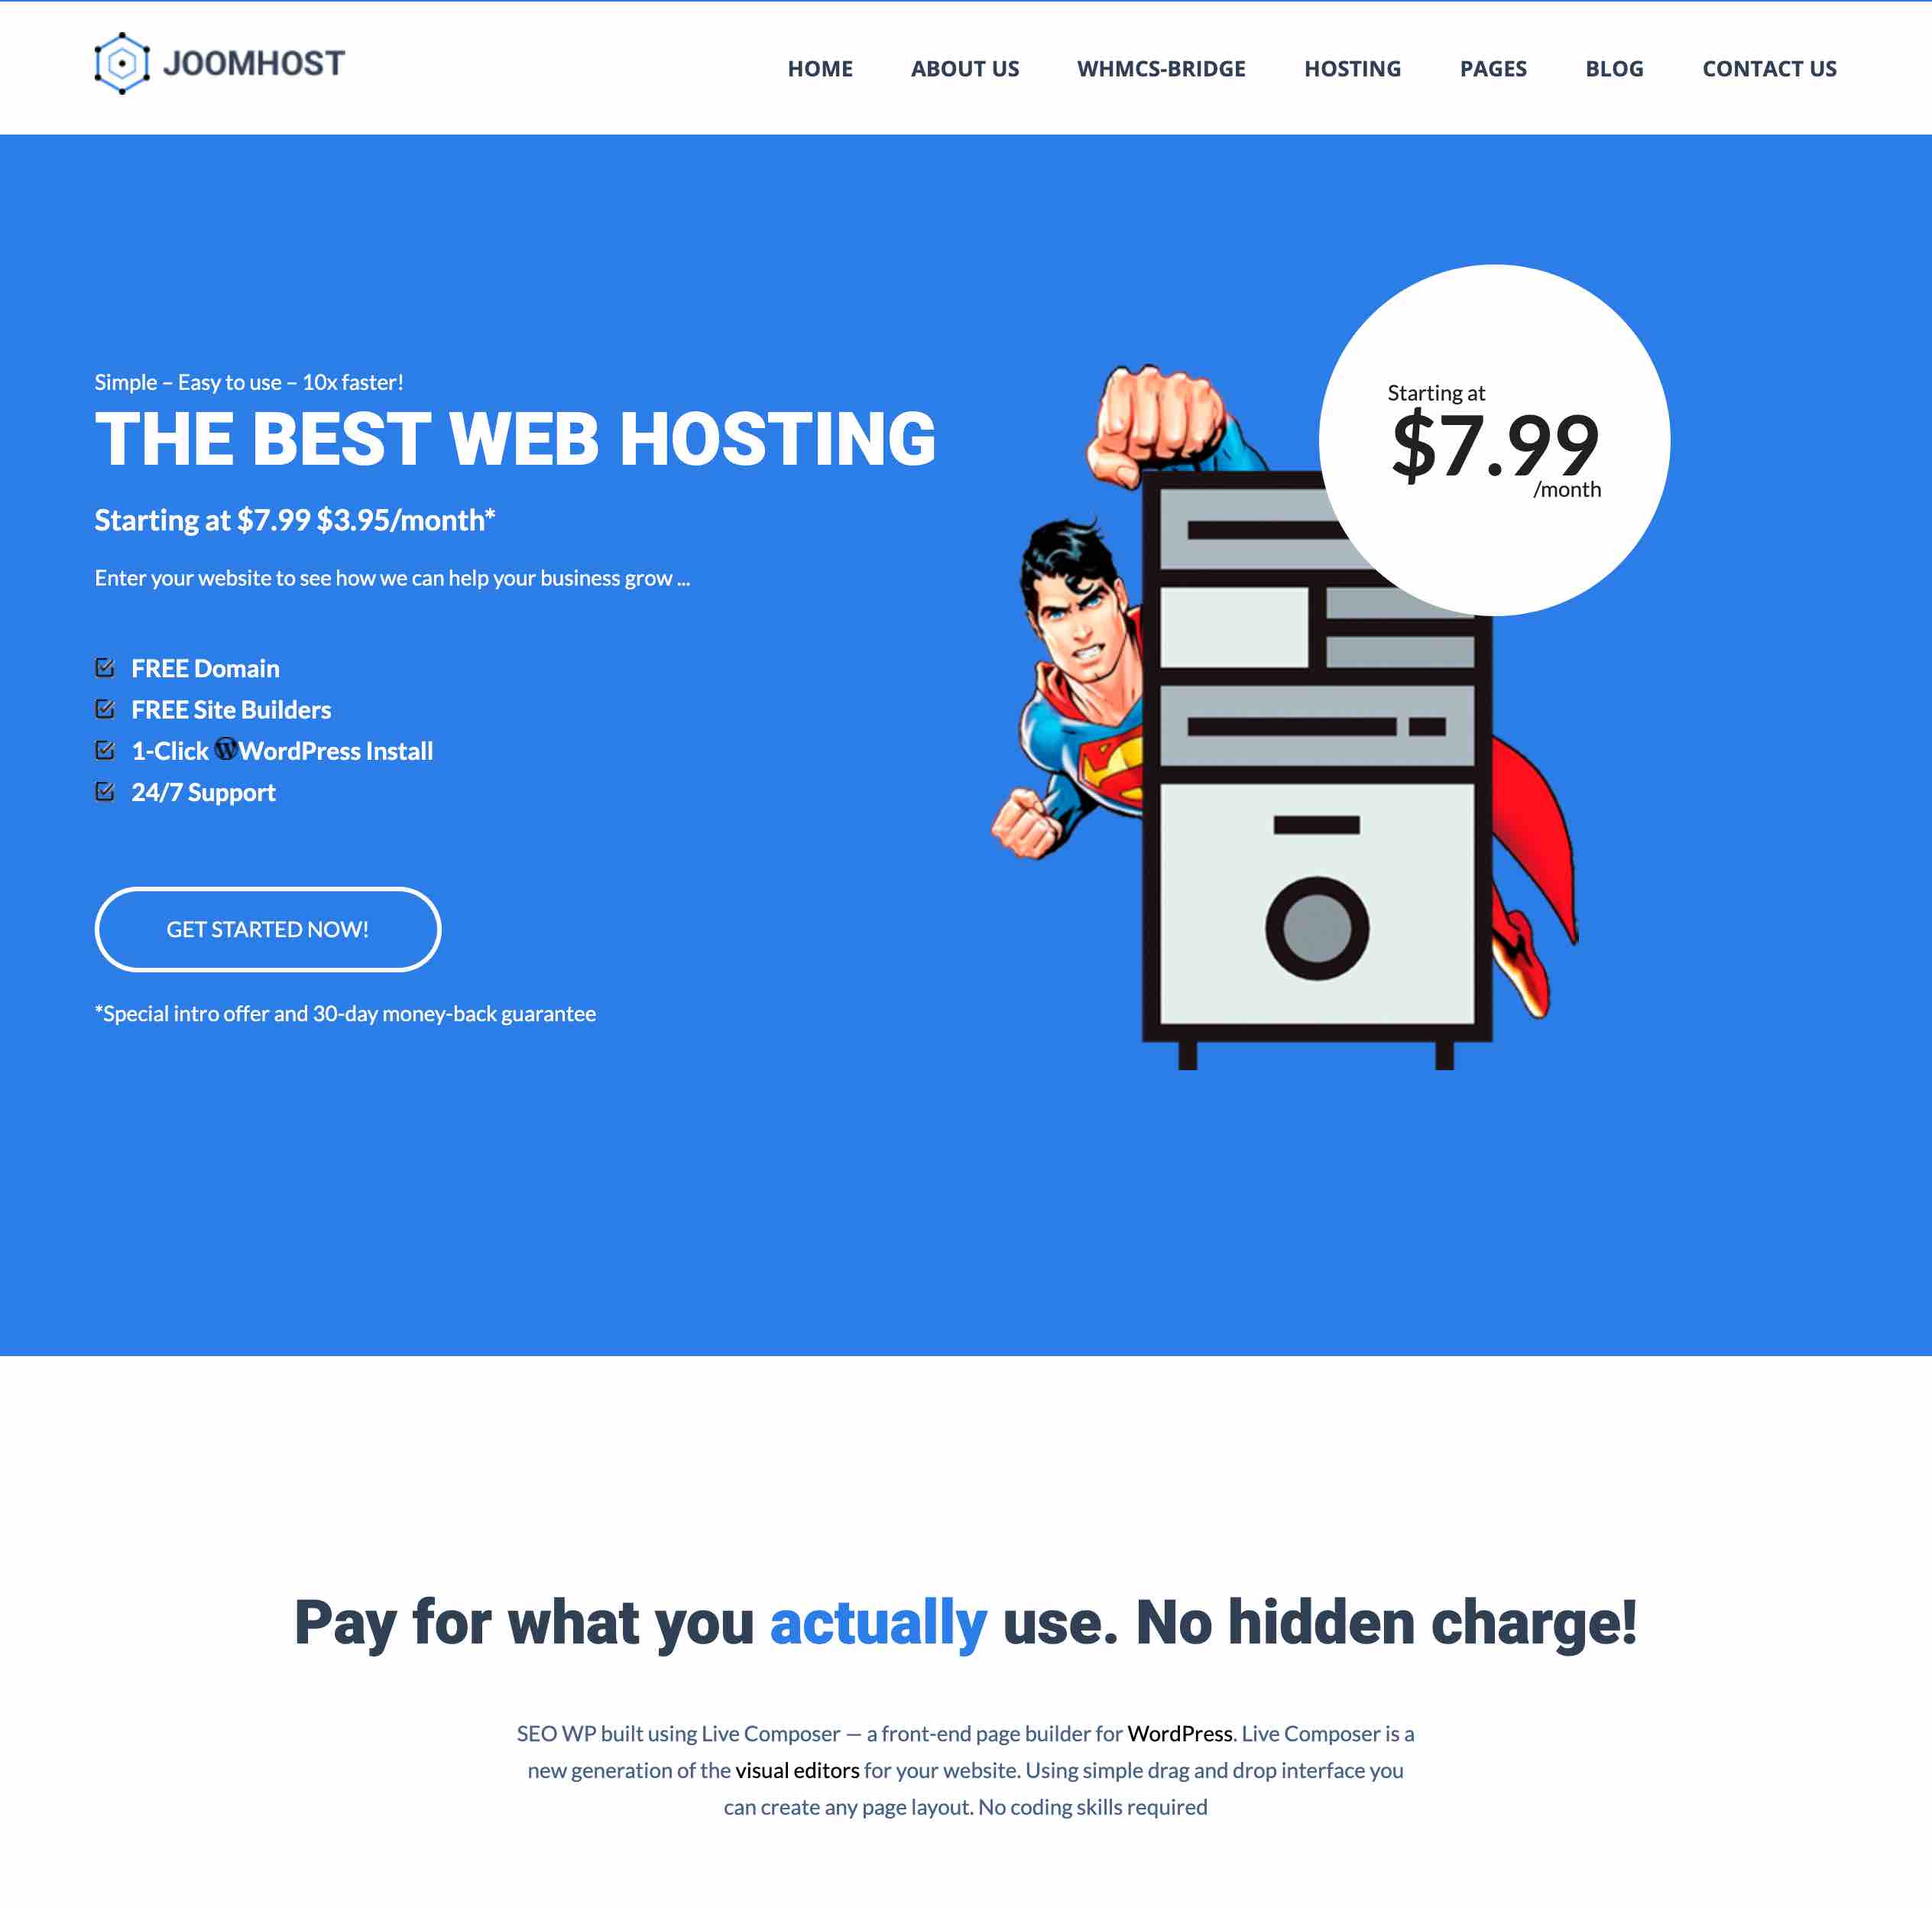 JOOMHOST
HOME ABOUT US WHMCS-BRIDGE HOSTING PAGES BLOG CONTACT US
Simple – Easy to use – 10x faster!
THE BEST WEB HOSTING
Starting at $7.99 $3.95/month*
Enter your website to see how we can help your business grow ...
FREE Domain
FREE Site Builders
1-Click WordPress Install
24/7 Support
GET STARTED NOW!
*Special intro offer and 30-day money-back guarantee
Starting at
$7.99
/month
Pay for what you actually use. No hidden charge!
SEO WP built using Live Composer — a front-end page builder for WordPress. Live Composer is a
new generation of the visual editors for your website. Using simple drag and drop interface you
can create any page layout. No coding skills required